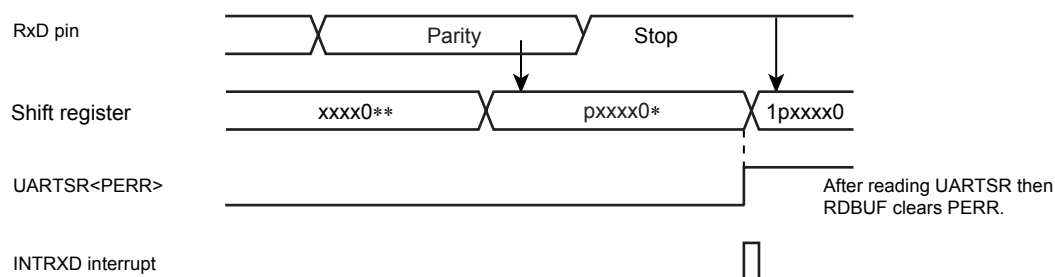 RxD pin
Parity
Stop
Shift register
xxxx0**
pxxxx0*
1pxxxx0
UARTSR<PERR>
After reading UARTSR then
RDBUF clears PERR.
INTRXD interrupt